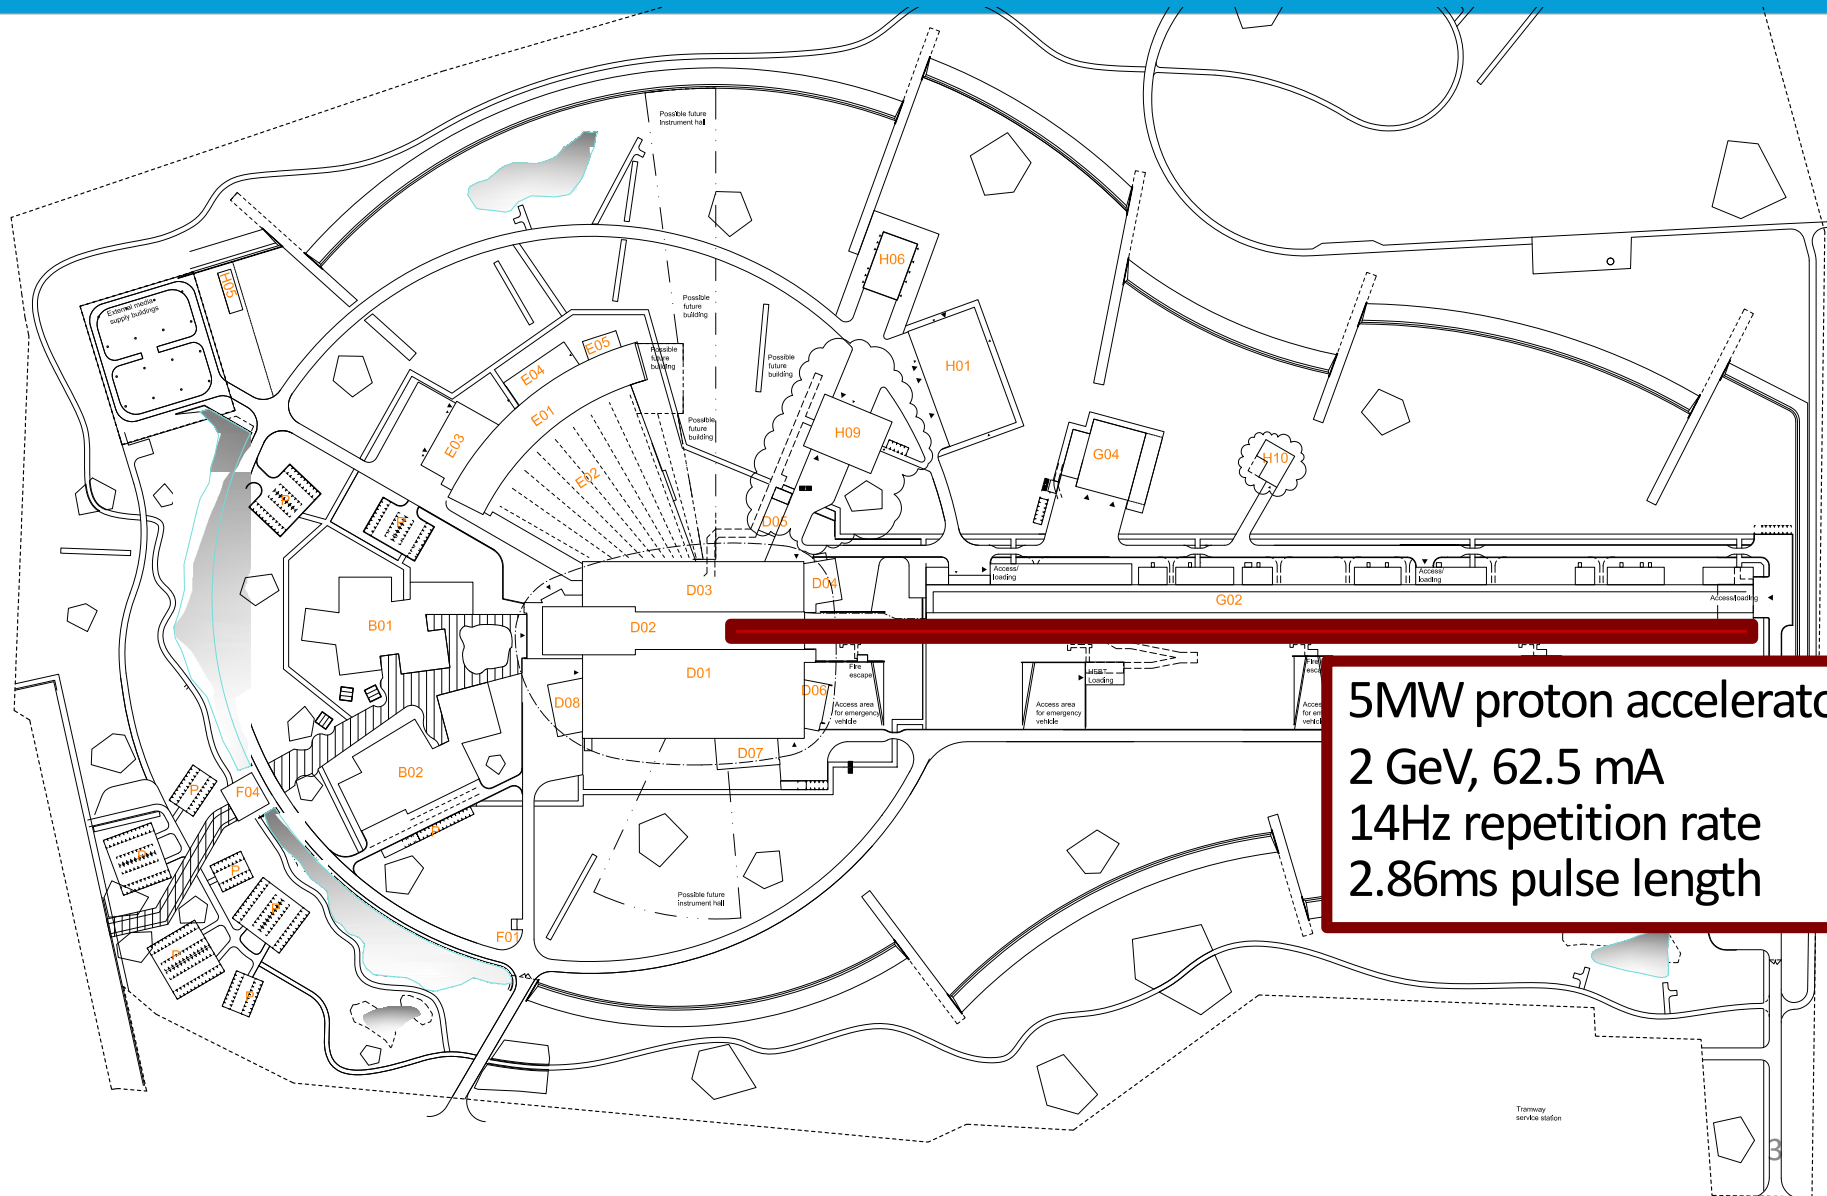 Possible future
Instrument hall
H06
H05
External media
supply buildings
Possible
future
building
E05
Possible
future
building
Possible
future
building
E04
H01
E01
Possible
future
building
H09
E03
G04
H10
E02
P
P
D05
Access/
loading
Access/
loading
D04
D03
G02
Access/loading
B01
D02
Fire
escape
D01
HEBT
Loading
Fire
D06
D08
Access area
for emergency
vehicle
Access area
for emergency
vehicle
D07
B02
P
F04
P
P
P
P
P
P
F01
Possible future
instrument hall
5MW proton accelerato
2 GeV, 62.5 mA
14Hz repetition rate
2.86ms pulse length
Tramway
service station
3